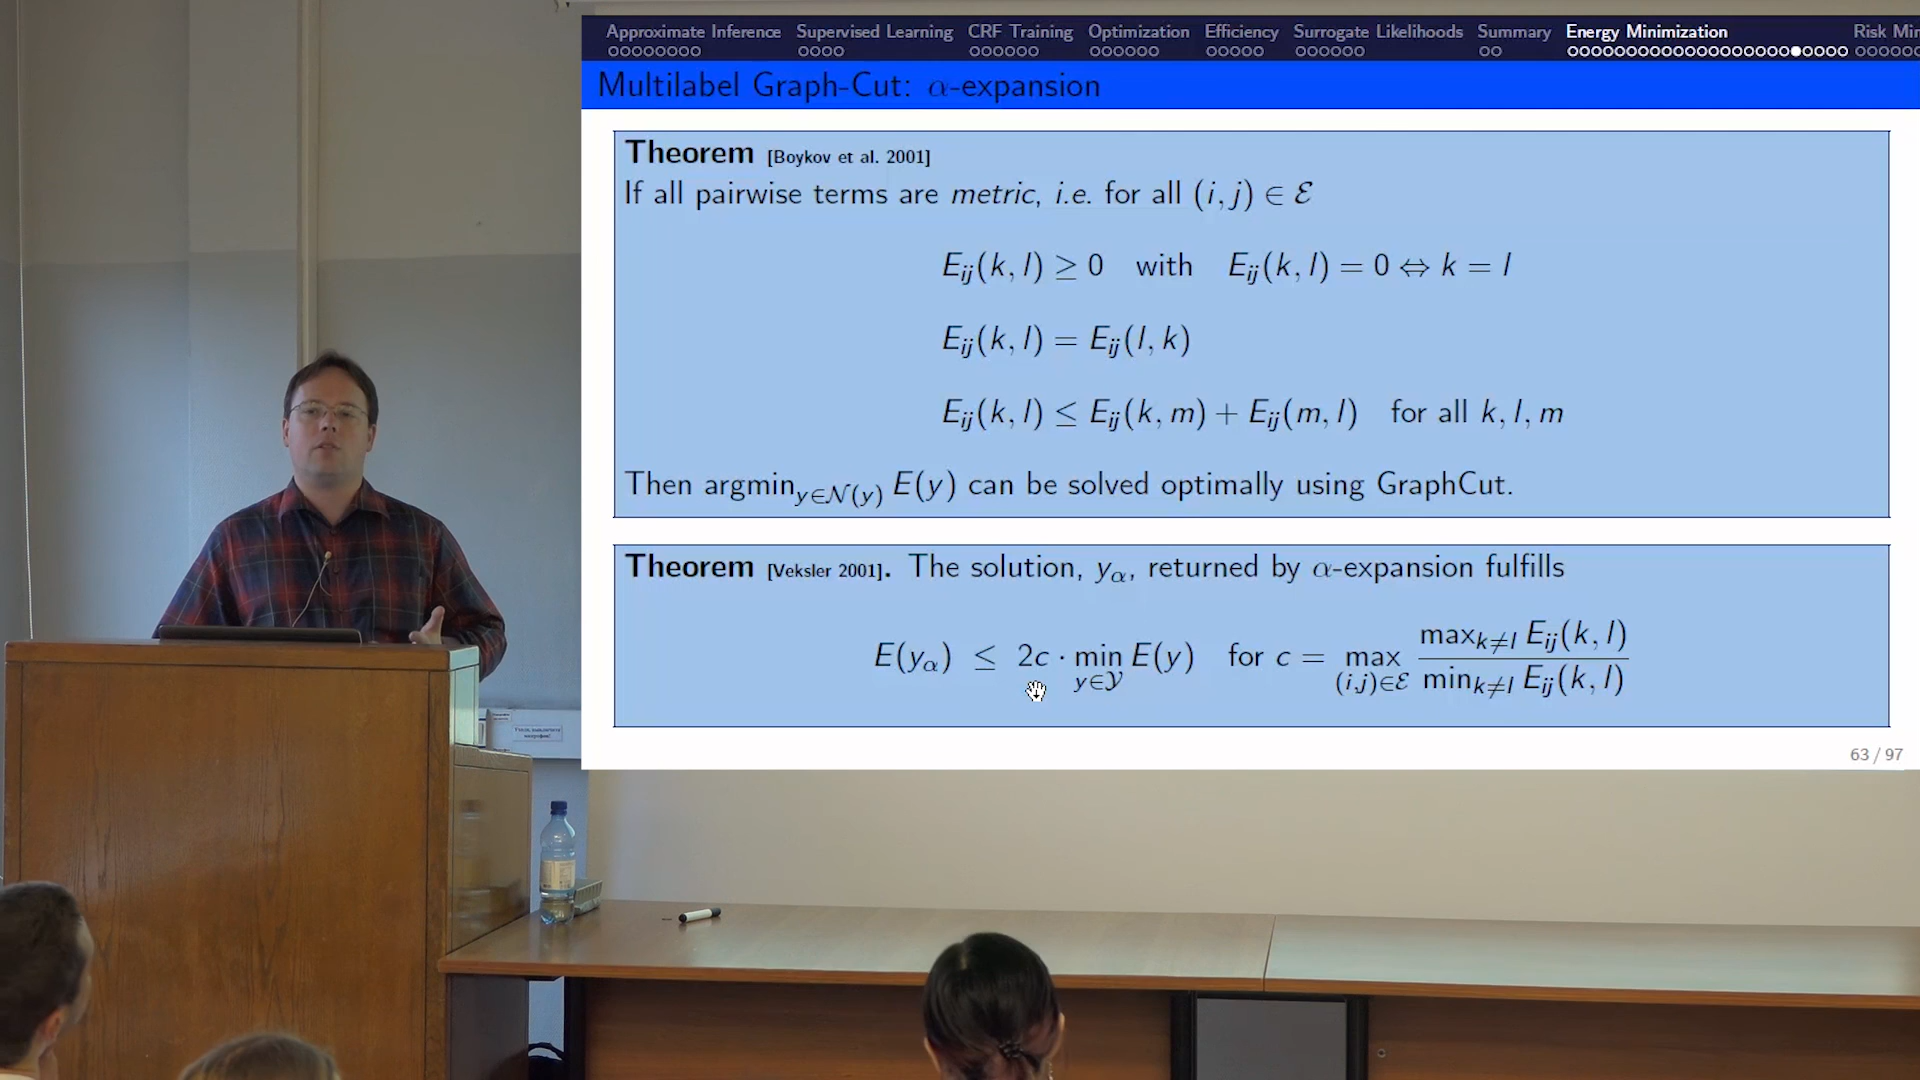 Approximate Inference Supervised Learning CRF Training Optimization Efficiency Surrogate Likelihoods Summary Energy Minimization Risk Min
Multilabel Graph-Cut: α-expansion
Theorem [Boykov et al. 2001]
If all pairwise terms are metric, i.e. for all (i, j) ∈ ℰ
E_ij(k, l) ≥ 0 with E_ij(k, l) = 0 ⇔ k = l
E_ij(k, l) = E_ij(l, k)
E_ij(k, l) ≤ E_ij(k, m) + E_ij(m, l) for all k, l, m
Then argmin_{y∈𝒩(y)} E(y) can be solved optimally using GraphCut.
Theorem [Veksler 2001]. The solution, y_α, returned by α-expansion fulfills
E(y_α) ≤ 2c · min_{y∈𝒴} E(y) for c = max_{(i,j)∈ℰ} max_{k≠l} E_ij(k, l) / min_{k≠l} E_ij(k, l)
63 / 97